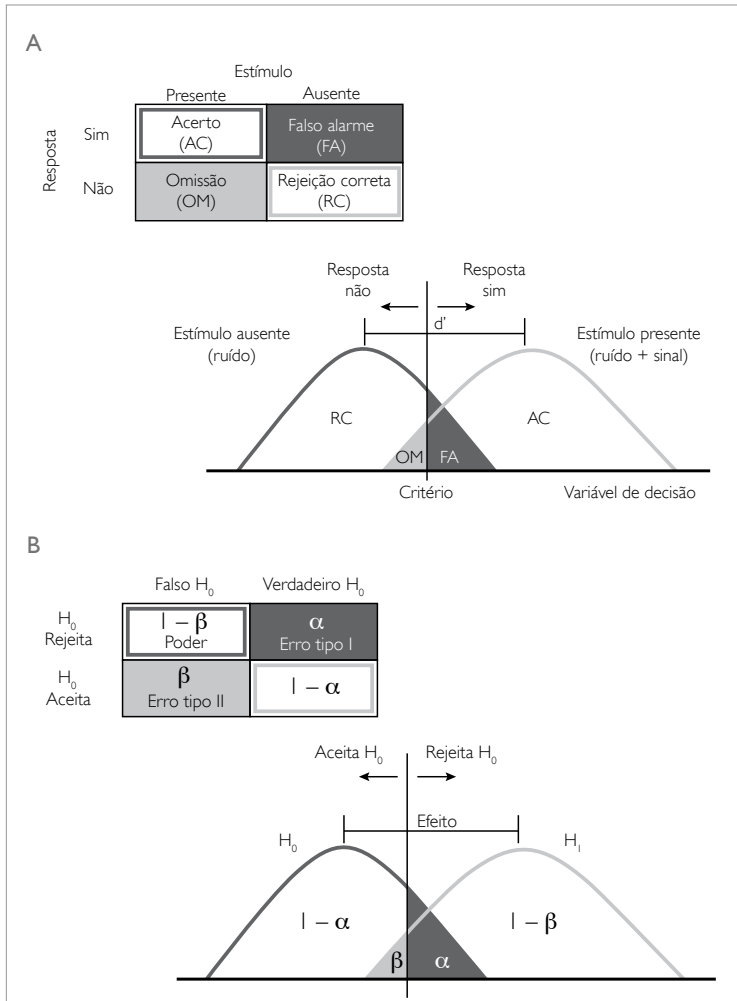 A
Estímulo
Presente Ausente
Resposta
Sim
Acerto
(AC)
Falso alarme
(FA)
Não
Omissão
(OM)
Rejeição correta
(RC)
Resposta
não
Resposta
sim
d'
Estímulo ausente
(ruído)
Estímulo presente
(ruído + sinal)
RC
AC
OM FA
Critério
Variável de decisão
B
Falso H₀ Verdadeiro H₀
H₀
Rejeita
1 – β
Poder
α
Erro tipo I
H₀
Aceita
β
Erro tipo II
1 – α
Aceita H₀ Rejeita H₀
Efeito
H₀
H₁
1 – α
1 – β
β α